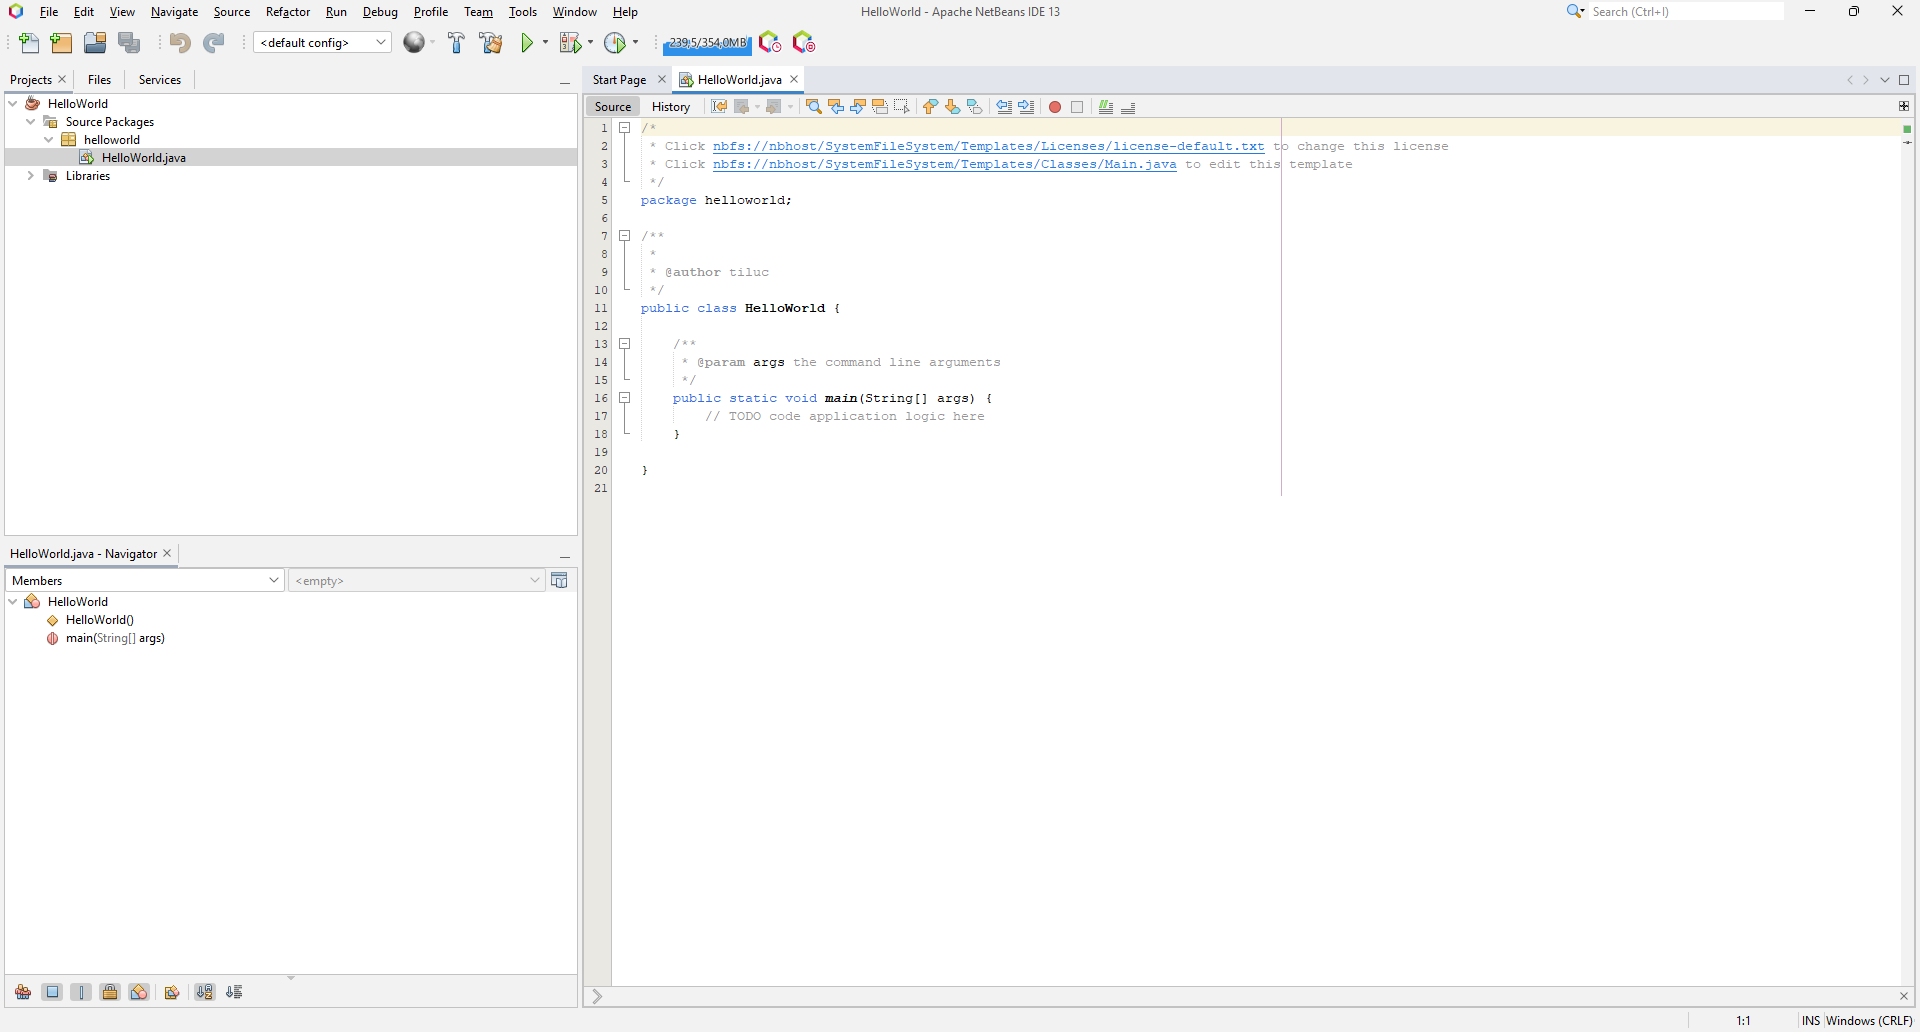 File Edit View Navigate Source Refactor Run Debug Profile Team Tools Window Help HelloWorld - Apache NetBeans IDE 13 Search (Ctrl+I)
<default config> 239,5/354,0MB
Projects Files Services
HelloWorld
Source Packages
helloworld
HelloWorld.java
Libraries
HelloWorld.java - Navigator
Members <empty>
HelloWorld
HelloWorld()
main(String[] args)
Start Page HelloWorld.java
Source History
1 /*
2 * Click nbfs://nbhost/SystemFileSystem/Templates/Licenses/license-default.txt to change this license
3 * Click nbfs://nbhost/SystemFileSystem/Templates/Classes/Main.java to edit this template
4 */
5 package helloworld;
6
7 /**
8 *
9 * @author tiluc
10 */
11 public class HelloWorld {
12
13 /**
14 * @param args the command line arguments
15 */
16 public static void main(String[] args) {
17 // TODO code application logic here
18 }
19
20 }
21
1:1 INS Windows (CRLF)